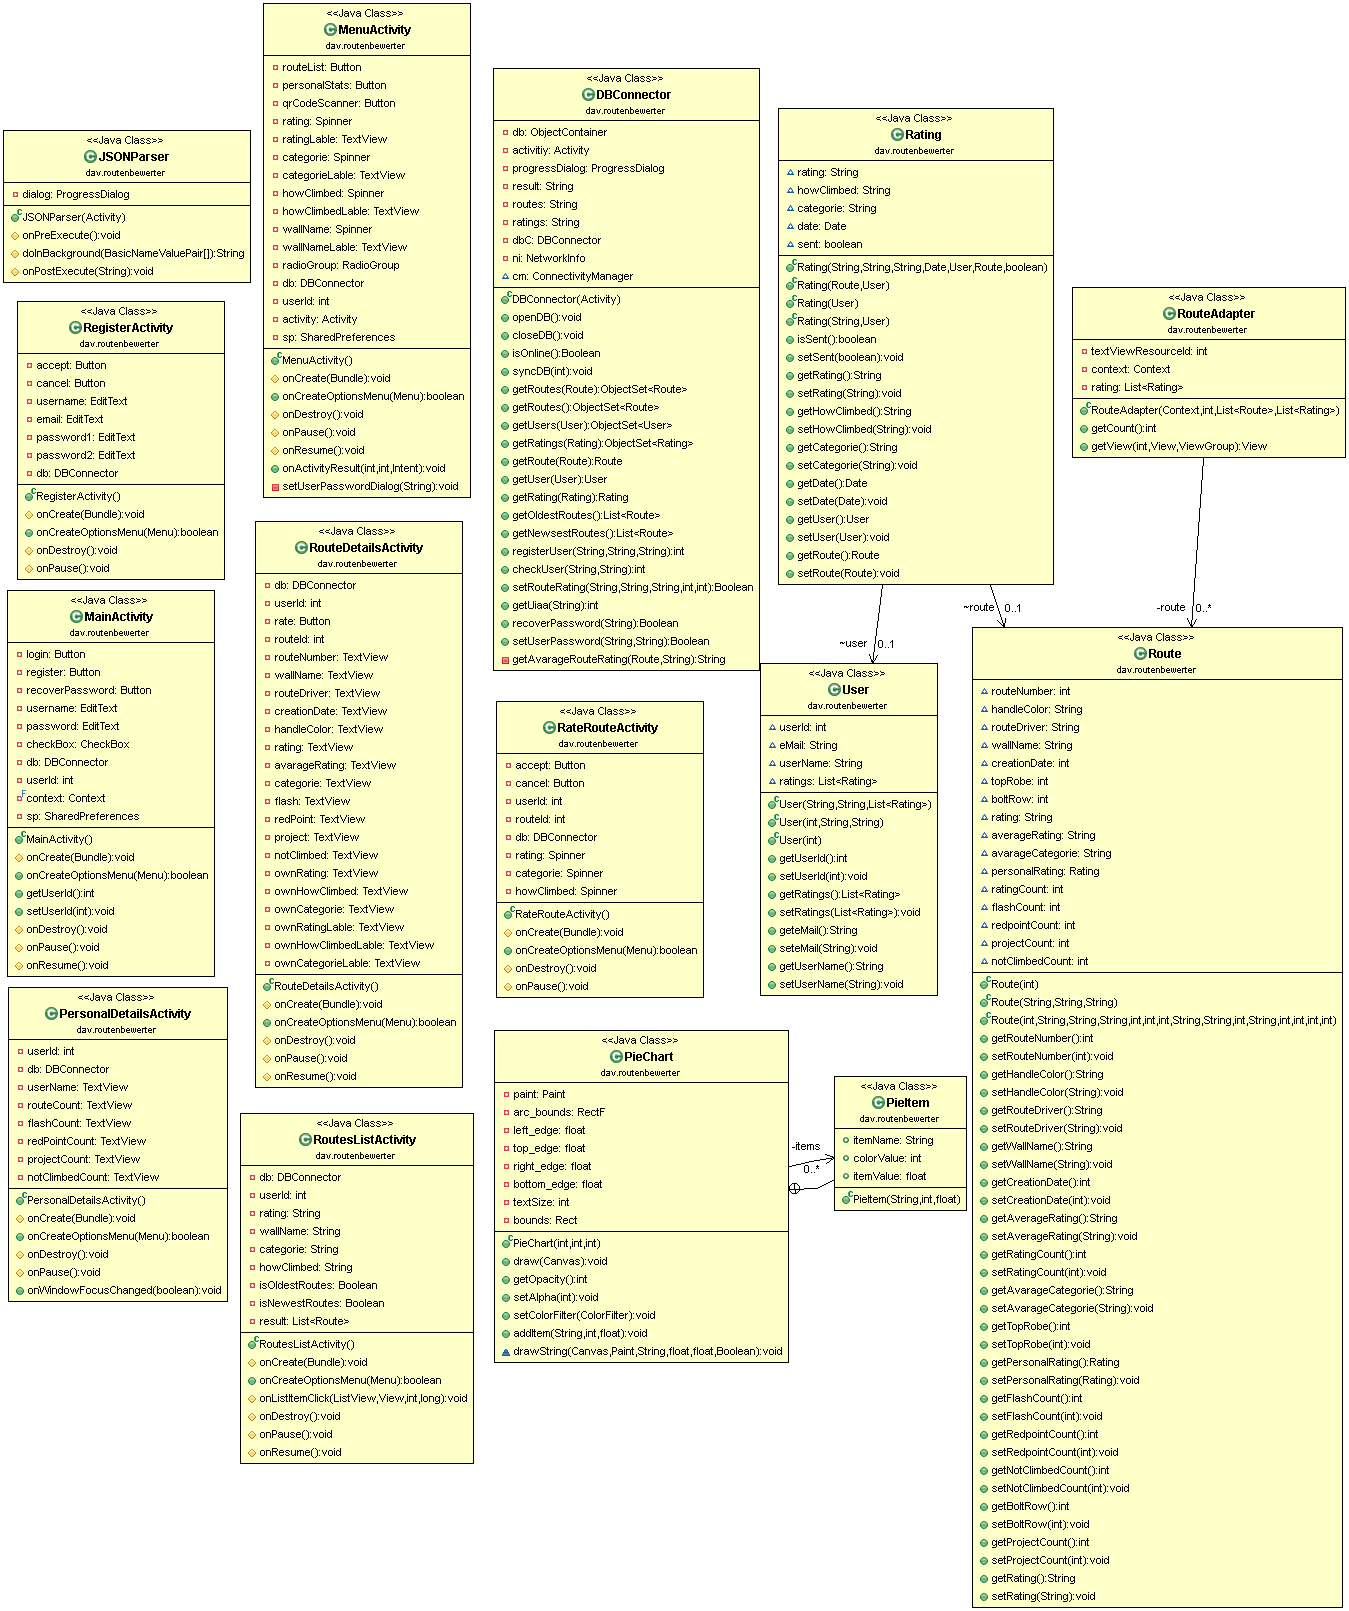 <<Java Class>>
JSONParser
dav.routenbewerter
dialog: ProgressDialog
JSONParser(Activity)
onPreExecute():void
doInBackground(BasicNameValuePair[]):String
onPostExecute(String):void
<<Java Class>>
RegisterActivity
dav.routenbewerter
accept: Button
cancel: Button
username: EditText
email: EditText
password1: EditText
password2: EditText
db: DBConnector
RegisterActivity()
onCreate(Bundle):void
onCreateOptionsMenu(Menu):boolean
onDestroy():void
onPause():void
<<Java Class>>
MainActivity
dav.routenbewerter
login: Button
register: Button
recoverPassword: Button
username: EditText
password: EditText
checkBox: CheckBox
db: DBConnector
userId: int
F
context: Context
sp: SharedPreferences
MainActivity()
onCreate(Bundle):void
onCreateOptionsMenu(Menu):boolean
getUserId():int
setUserId(int):void
onDestroy():void
onPause():void
onResume():void
<<Java Class>>
PersonalDetailsActivity
dav.routenbewerter
userId: int
db: DBConnector
userName: TextView
routeCount: TextView
flashCount: TextView
redPointCount: TextView
projectCount: TextView
notClimbedCount: TextView
PersonalDetailsActivity()
onCreate(Bundle):void
onCreateOptionsMenu(Menu):boolean
onDestroy():void
onPause():void
onWindowFocusChanged(boolean):void
<<Java Class>>
MenuActivity
dav.routenbewerter
routeList: Button
personalStats: Button
qrCodeScanner: Button
rating: Spinner
ratingLable: TextView
categorie: Spinner
categorieLable: TextView
howClimbed: Spinner
howClimbedLable: TextView
wallName: Spinner
wallNameLable: TextView
radioGroup: RadioGroup
db: DBConnector
userId: int
activity: Activity
sp: SharedPreferences
MenuActivity()
onCreate(Bundle):void
onCreateOptionsMenu(Menu):boolean
onDestroy():void
onPause():void
onResume():void
onActivityResult(int,int,Intent):void
setUserPasswordDialog(String):void
<<Java Class>>
RouteDetailsActivity
dav.routenbewerter
db: DBConnector
userId: int
rate: Button
routeId: int
routeNumber: TextView
wallName: TextView
routeDriver: TextView
creationDate: TextView
handleColor: TextView
rating: TextView
avarageRating: TextView
categorie: TextView
flash: TextView
redPoint: TextView
project: TextView
notClimbed: TextView
ownRating: TextView
ownHowClimbed: TextView
ownCategorie: TextView
ownRatingLable: TextView
ownHowClimbedLable: TextView
ownCategorieLable: TextView
RouteDetailsActivity()
onCreate(Bundle):void
onCreateOptionsMenu(Menu):boolean
onDestroy():void
onPause():void
onResume():void
<<Java Class>>
RoutesListActivity
dav.routenbewerter
db: DBConnector
userId: int
rating: String
wallName: String
categorie: String
howClimbed: String
isOldestRoutes: Boolean
isNewestRoutes: Boolean
result: List<Route>
RoutesListActivity()
onCreate(Bundle):void
onCreateOptionsMenu(Menu):boolean
onListItemClick(ListView,View,int,long):void
onDestroy():void
onPause():void
onResume():void
<<Java Class>>
DBConnector
dav.routenbewerter
db: ObjectContainer
activitiy: Activity
progressDialog: ProgressDialog
result: String
routes: String
ratings: String
dbC: DBConnector
ni: NetworkInfo
cm: ConnectivityManager
DBConnector(Activity)
openDB():void
closeDB():void
isOnline():Boolean
syncDB(int):void
getRoutes(Route):ObjectSet<Route>
getRoutes():ObjectSet<Route>
getUsers(User):ObjectSet<User>
getRatings(Rating):ObjectSet<Rating>
getRoute(Route):Route
getUser(User):User
getRating(Rating):Rating
getOldestRoutes():List<Route>
getNewsestRoutes():List<Route>
registerUser(String,String,String):int
checkUser(String,String):int
setRouteRating(String,String,String,int,int):Boolean
getUiaa(String):int
recoverPassword(String):Boolean
setUserPassword(String,String):Boolean
getAvarageRouteRating(Route,String):String
<<Java Class>>
RateRouteActivity
dav.routenbewerter
accept: Button
cancel: Button
userId: int
routeId: int
db: DBConnector
rating: Spinner
categorie: Spinner
howClimbed: Spinner
RateRouteActivity()
onCreate(Bundle):void
onCreateOptionsMenu(Menu):boolean
onDestroy():void
onPause():void
<<Java Class>>
PieChart
dav.routenbewerter
paint: Paint
arc_bounds: RectF
left_edge: float
top_edge: float
right_edge: float
bottom_edge: float
textSize: int
bounds: Rect
PieChart(int,int,int)
draw(Canvas):void
getOpacity():int
setAlpha(int):void
setColorFilter(ColorFilter):void
addItem(String,int,float):void
drawString(Canvas,Paint,String,float,float,Boolean):void
-items
0..*
<<Java Class>>
PieItem
dav.routenbewerter
itemName: String
colorValue: int
itemValue: float
PieItem(String,int,float)
<<Java Class>>
Rating
dav.routenbewerter
rating: String
howClimbed: String
categorie: String
date: Date
sent: boolean
Rating(String,String,String,Date,User,Route,boolean)
Rating(Route,User)
Rating(User)
Rating(String,User)
isSent():boolean
setSent(boolean):void
getRating():String
setRating(String):void
getHowClimbed():String
setHowClimbed(String):void
getCategorie():String
setCategorie(String):void
getDate():Date
setDate(Date):void
getUser():User
setUser(User):void
getRoute():Route
setRoute(Route):void
~user
0..1
~route
0..1
<<Java Class>>
User
dav.routenbewerter
userId: int
eMail: String
userName: String
ratings: List<Rating>
User(String,String,List<Rating>)
User(int,String,String)
User(int)
getUserId():int
setUserId(int):void
getRatings():List<Rating>
setRatings(List<Rating>):void
geteMail():String
seteMail(String):void
getUserName():String
setUserName(String):void
<<Java Class>>
RouteAdapter
dav.routenbewerter
textViewResourceId: int
context: Context
rating: List<Rating>
RouteAdapter(Context,int,List<Route>,List<Rating>)
getCount():int
getView(int,View,ViewGroup):View
-route
0..*
<<Java Class>>
Route
dav.routenbewerter
routeNumber: int
handleColor: String
routeDriver: String
wallName: String
creationDate: int
topRobe: int
boltRow: int
rating: String
averageRating: String
avarageCategorie: String
personalRating: Rating
ratingCount: int
flashCount: int
redpointCount: int
projectCount: int
notClimbedCount: int
Route(int)
Route(String,String,String)
Route(int,String,String,String,int,int,int,String,String,int,String,int,int,int,int)
getRouteNumber():int
setRouteNumber(int):void
getHandleColor():String
setHandleColor(String):void
getRouteDriver():String
setRouteDriver(String):void
getWallName():String
setWallName(String):void
getCreationDate():int
setCreationDate(int):void
getAverageRating():String
setAverageRating(String):void
getRatingCount():int
setRatingCount(int):void
getAvarageCategorie():String
setAvarageCategorie(String):void
getTopRobe():int
setTopRobe(int):void
getPersonalRating():Rating
setPersonalRating(Rating):void
getFlashCount():int
setFlashCount(int):void
getRedpointCount():int
setRedpointCount(int):void
getNotClimbedCount():int
setNotClimbedCount(int):void
getBoltRow():int
setBoltRow(int):void
getProjectCount():int
setProjectCount(int):void
getRating():String
setRating(String):void